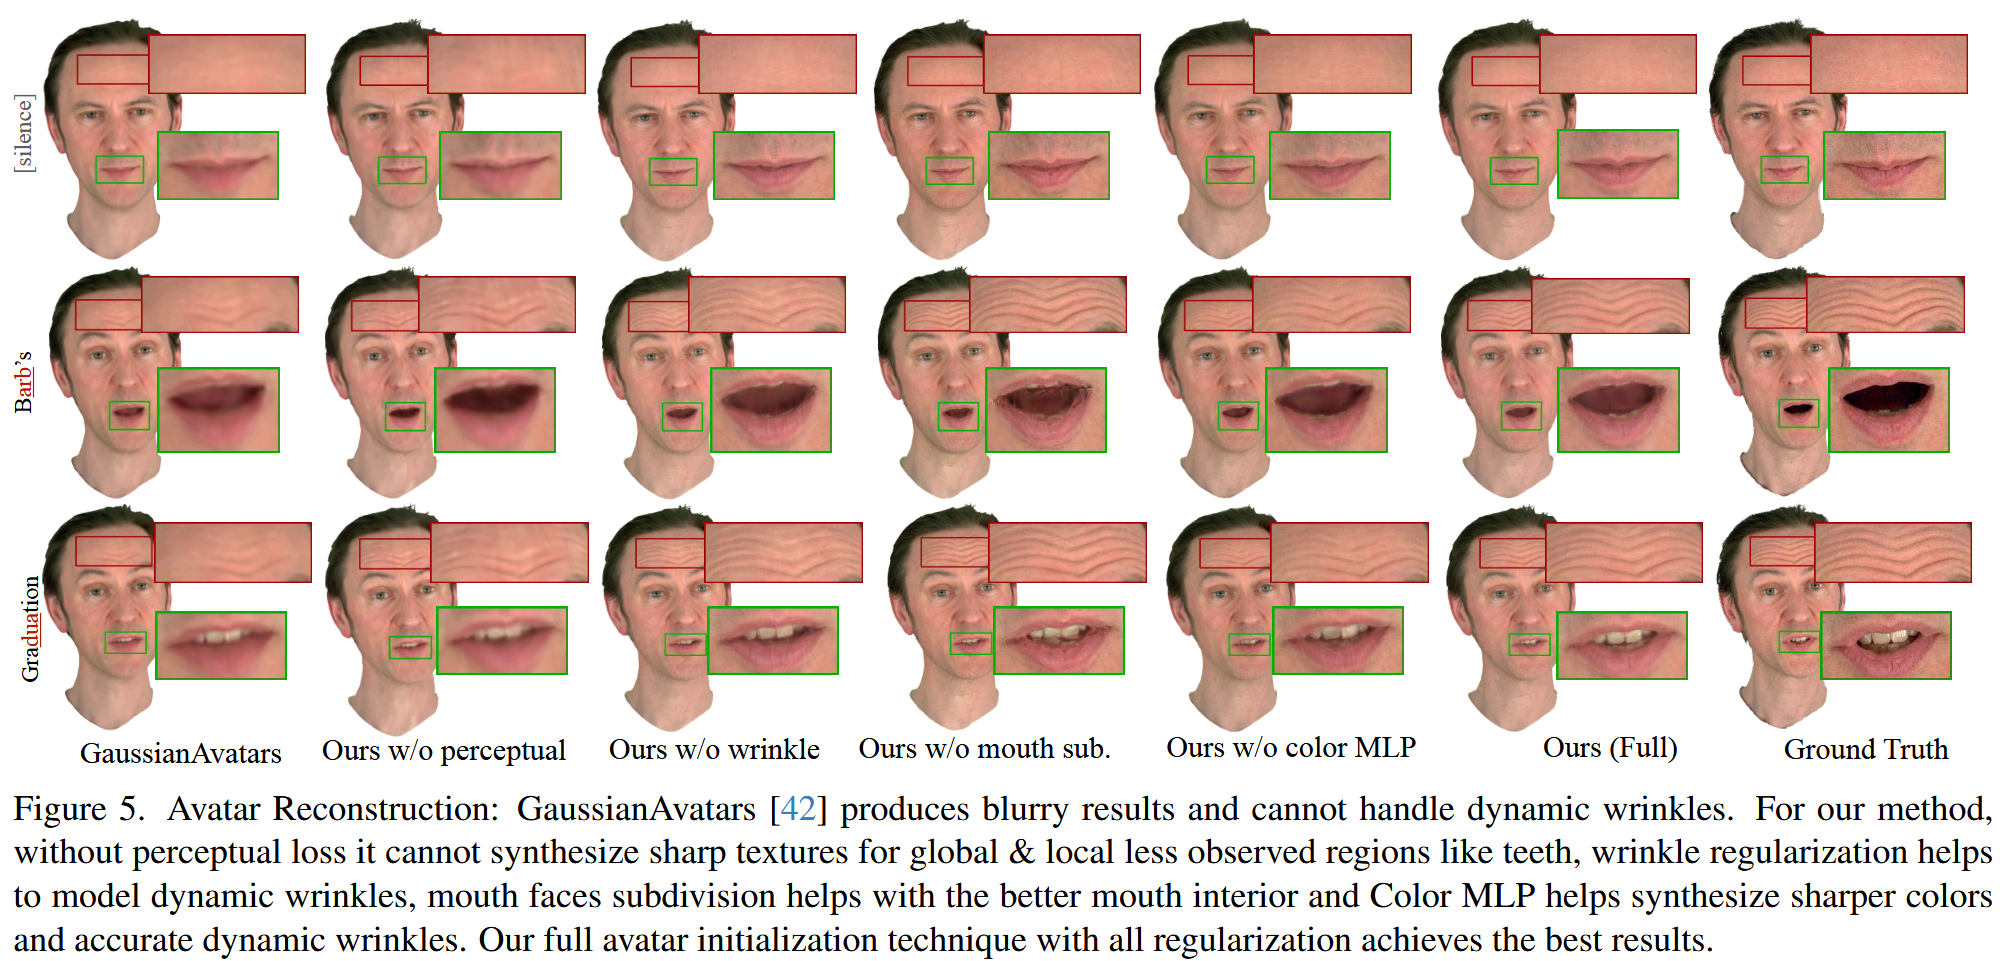 [silence]
Barb's
Graduation
GaussianAvatars
Ours w/o perceptual
Ours w/o wrinkle
Ours w/o mouth sub.
Ours w/o color MLP
Ours (Full)
Ground Truth
Figure 5. Avatar Reconstruction: GaussianAvatars [42] produces blurry results and cannot handle dynamic wrinkles. For our method,
without perceptual loss it cannot synthesize sharp textures for global & local less observed regions like teeth, wrinkle regularization helps
to model dynamic wrinkles, mouth faces subdivision helps with the better mouth interior and Color MLP helps synthesize sharper colors
and accurate dynamic wrinkles. Our full avatar initialization technique with all regularization achieves the best results.